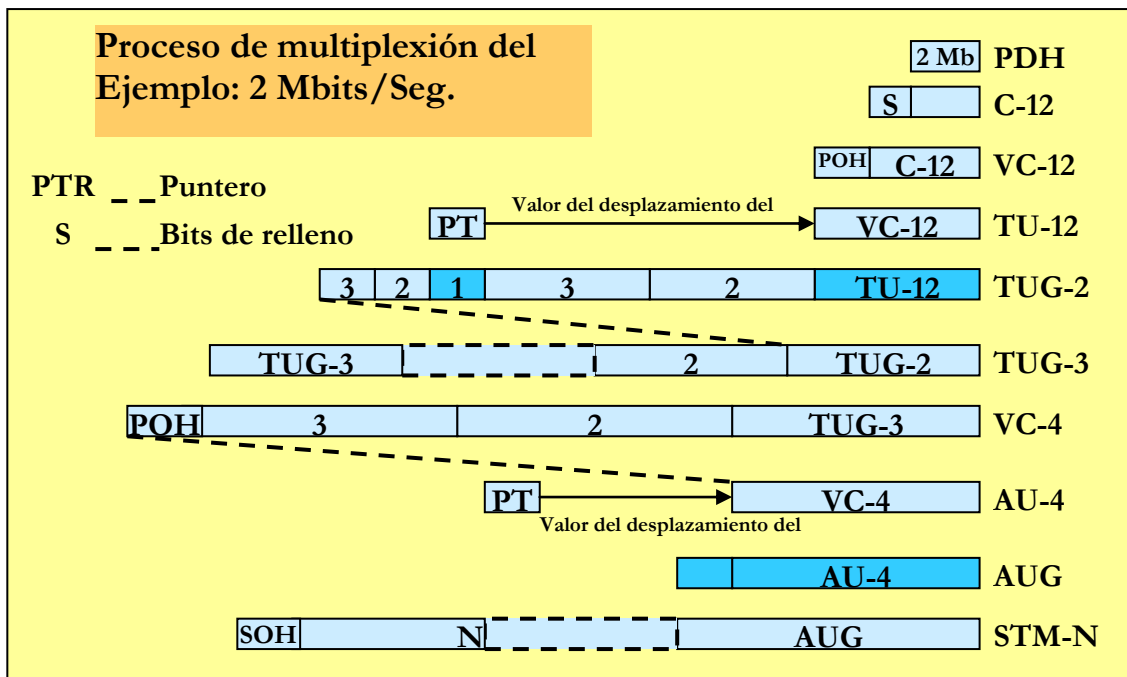 Proceso de multiplexión del
Ejemplo: 2 Mbits/Seg.
2 Mb PDH
S C-12
POH C-12 VC-12
PTR _ _ Puntero
Valor del desplazamiento del
PT VC-12 TU-12
S _ _ _ Bits de relleno
3 2 1 3 2 TU-12 TUG-2
TUG-3 2 TUG-2 TUG-3
POH 3 2 TUG-3 VC-4
PT VC-4 AU-4
Valor del desplazamiento del
AU-4 AUG
SOH N AUG STM-N